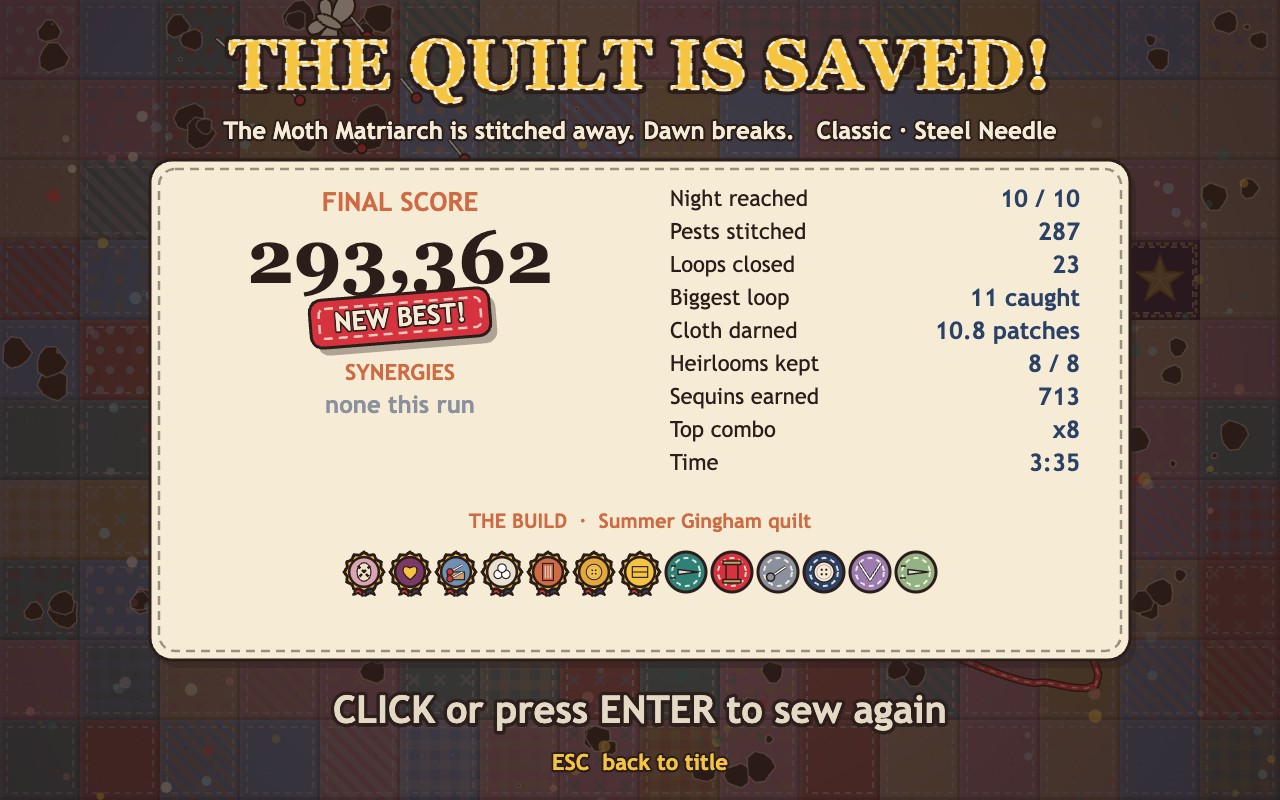 THE QUILT IS SAVED!
The Moth Matriarch is stitched away. Dawn breaks. Classic · Steel Needle
FINAL SCORE
293,362
NEW BEST!
SYNERGIES
none this run
Night reached 10 / 10
Pests stitched 287
Loops closed 23
Biggest loop 11 caught
Cloth darned 10.8 patches
Heirlooms kept 8 / 8
Sequins earned 713
Top combo x8
Time 3:35
THE BUILD · Summer Gingham quilt
CLICK or press ENTER to sew again
ESC back to title